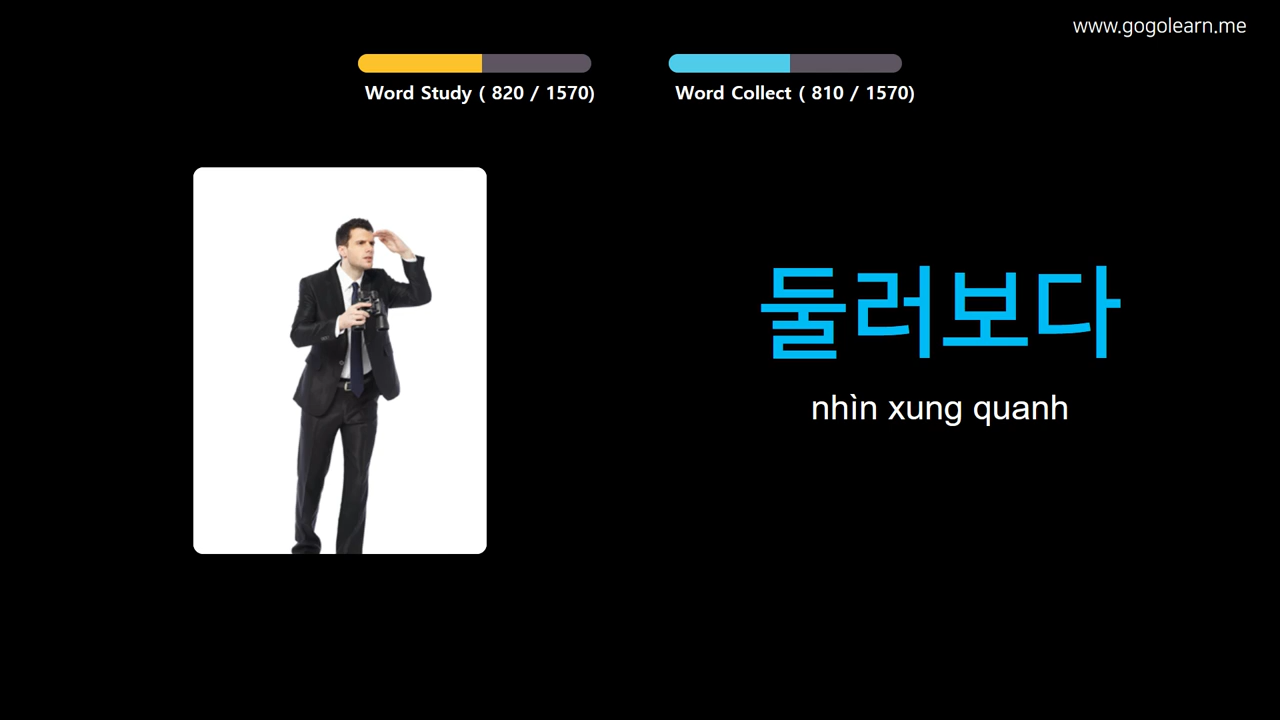 www.gogolearn.me
Word Study ( 820 / 1570)
Word Collect ( 810 / 1570)
둘러보다
nhìn xung quanh